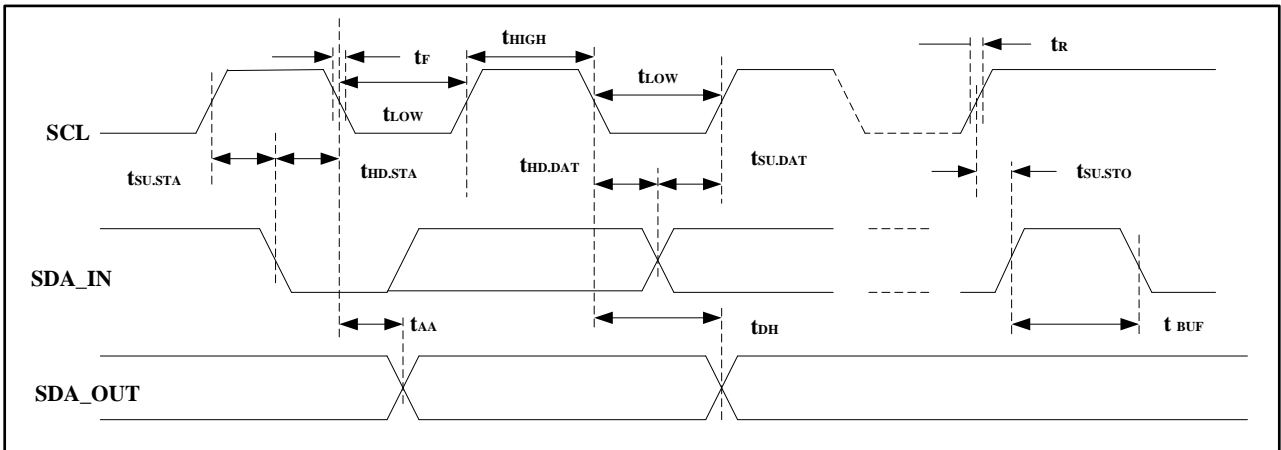 tHIGH
tF
tR
tLOW
tLOW
SCL
tSU.STA
tHD.STA
tHD.DAT
tSU.DAT
tSU.STO
SDA_IN
tAA
tDH
t BUF
SDA_OUT